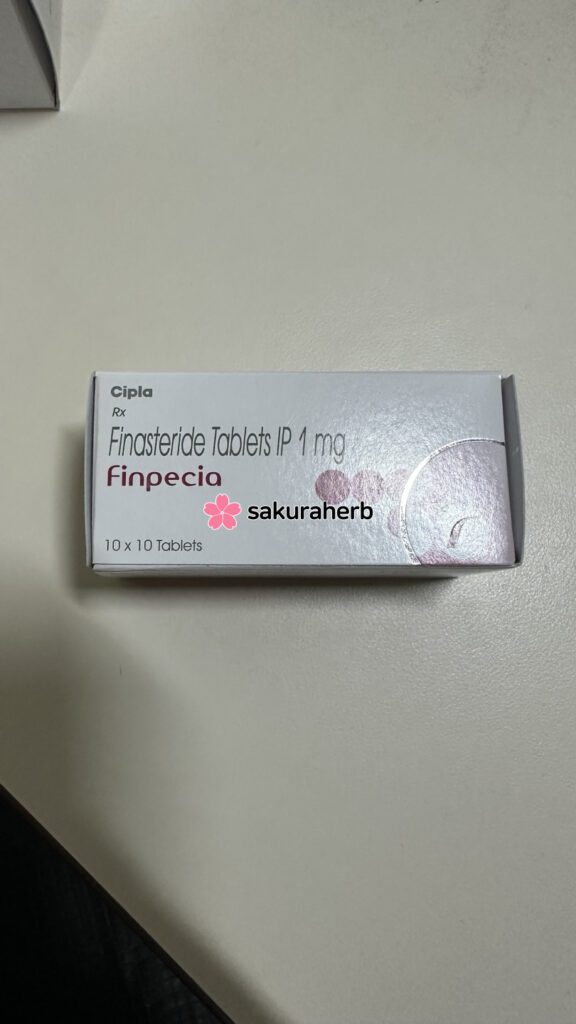 Cipla
Rx
Finasteride Tablets IP 1 mg
Finpecia
sakuraherb
10 x 10 Tablets